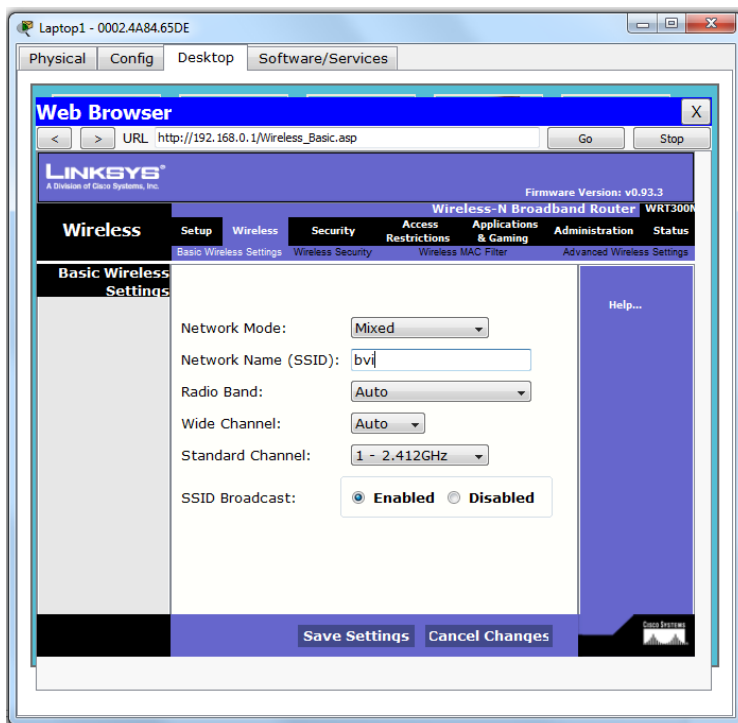 Laptop1 - 0002.4A84.65DE
Physical Config Desktop Software/Services
Web Browser X
< > URL http://192.168.0.1/Wireless_Basic.asp Go Stop
LINKSYS®
A Division of Cisco Systems, Inc.
Firmware Version: v0.93.3
Wireless-N Broadband Router WRT300N
Wireless Setup Wireless Security Access Restrictions Applications & Gaming Administration Status
Basic Wireless Settings Wireless Security Wireless MAC Filter Advanced Wireless Settings
Basic Wireless
Settings
Help...
Network Mode: Mixed
Network Name (SSID): bvi
Radio Band: Auto
Wide Channel: Auto
Standard Channel: 1 - 2.412GHz
SSID Broadcast: Enabled Disabled
Save Settings Cancel Changes
Cisco Systems